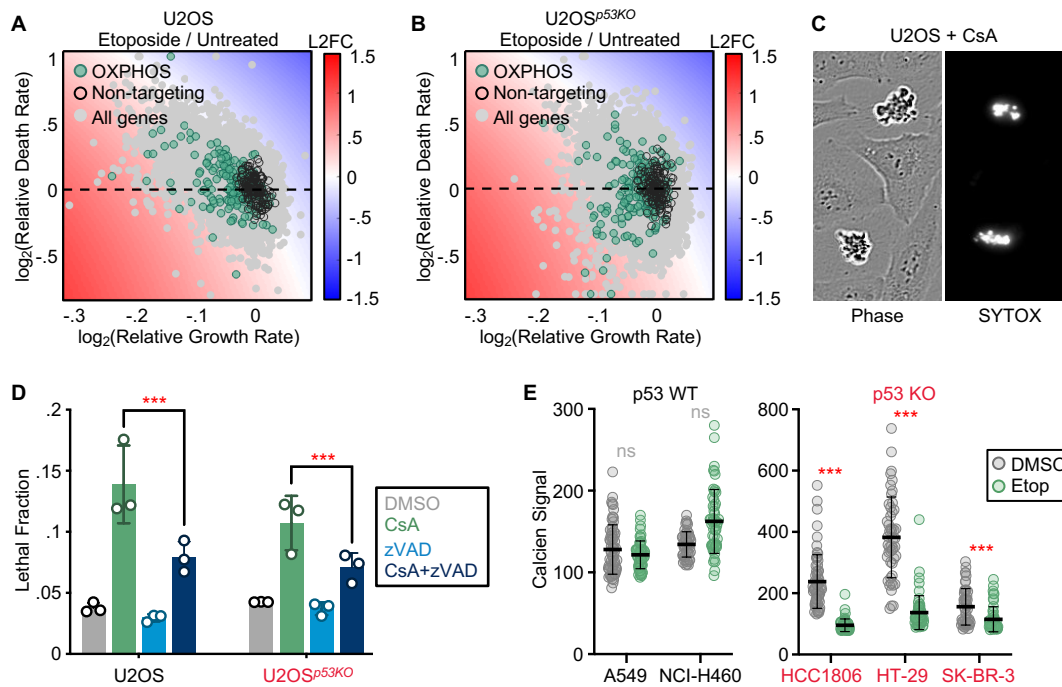 A
U2OS
Etoposide / Untreated
L2FC
OXPHOS
Non-targeting
All genes
log2(Relative Death Rate)
1
.5
0
-.5
-.3
-.2
-.1
0
log2(Relative Growth Rate)
1.5
1
.5
0
-.5
-1
-1.5
B
U2OSp53KO
Etoposide / Untreated
L2FC
OXPHOS
Non-targeting
All genes
log2(Relative Death Rate)
1
.5
0
-.5
-.3
-.2
-.1
0
log2(Relative Growth Rate)
1.5
1
.5
0
-.5
-1
-1.5
C
U2OS + CsA
Phase
SYTOX
D
Lethal Fraction
.2
.15
.1
.05
0
***
***
U2OS
U2OSp53KO
DMSO
CsA
zVAD
CsA+zVAD
E
p53 WT
Calcien Signal
300
200
100
0
ns
ns
A549
NCI-H460
p53 KO
800
600
400
200
0
***
***
***
HCC1806
HT-29
SK-BR-3
DMSO
Etop